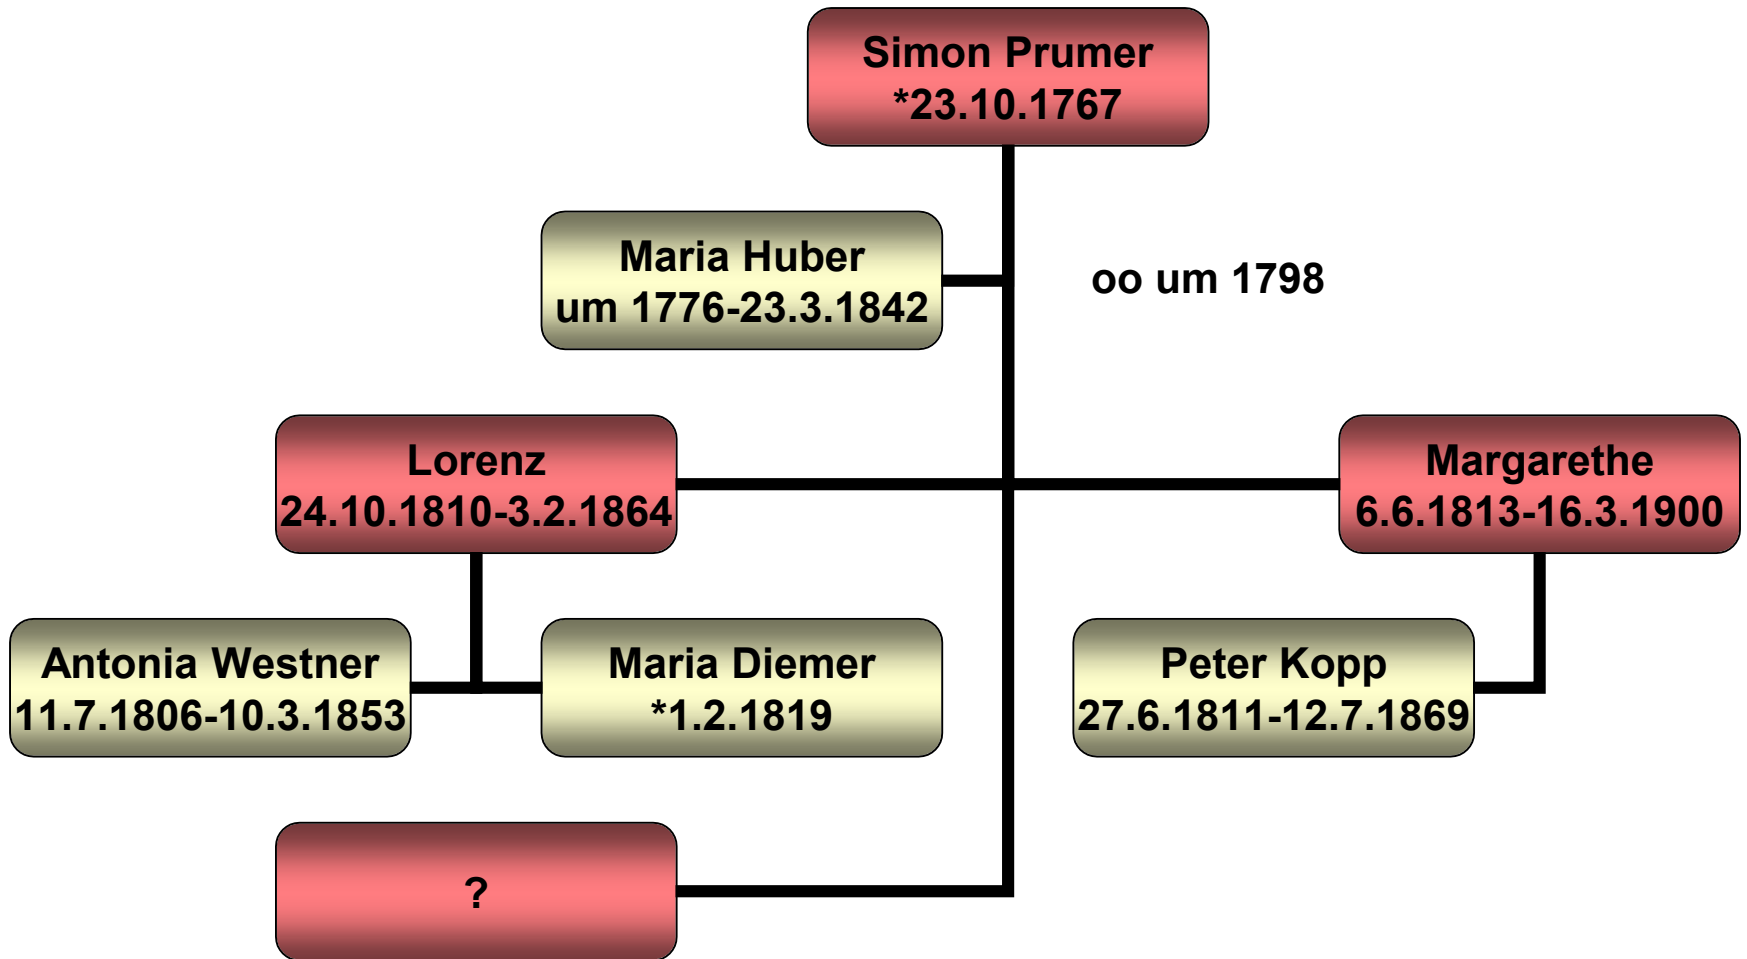 Simon Prumer
*23.10.1767
Maria Huber
um 1776-23.3.1842
oo um 1798
Lorenz
24.10.1810-3.2.1864
Margarethe
6.6.1813-16.3.1900
Antonia Westner
11.7.1806-10.3.1853
Maria Diemer
*1.2.1819
Peter Kopp
27.6.1811-12.7.1869
?